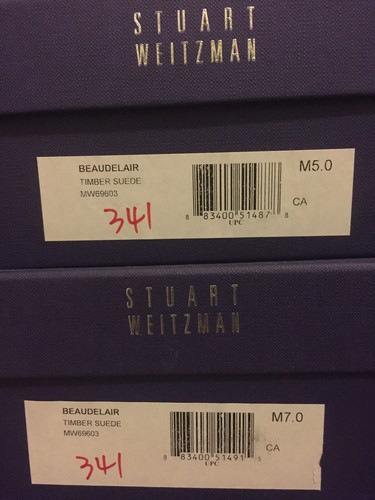 STUART
WEITZMAN
BEAUDELAIR
TIMBER SUEDE
MW69603
341
M5.0
CA
8 83400 51487 8
UPC
STUART
WEITZMAN
BEAUDELAIR
TIMBER SUEDE
MW69603
341
M7.0
CA
8 83400 51491 8
UPC